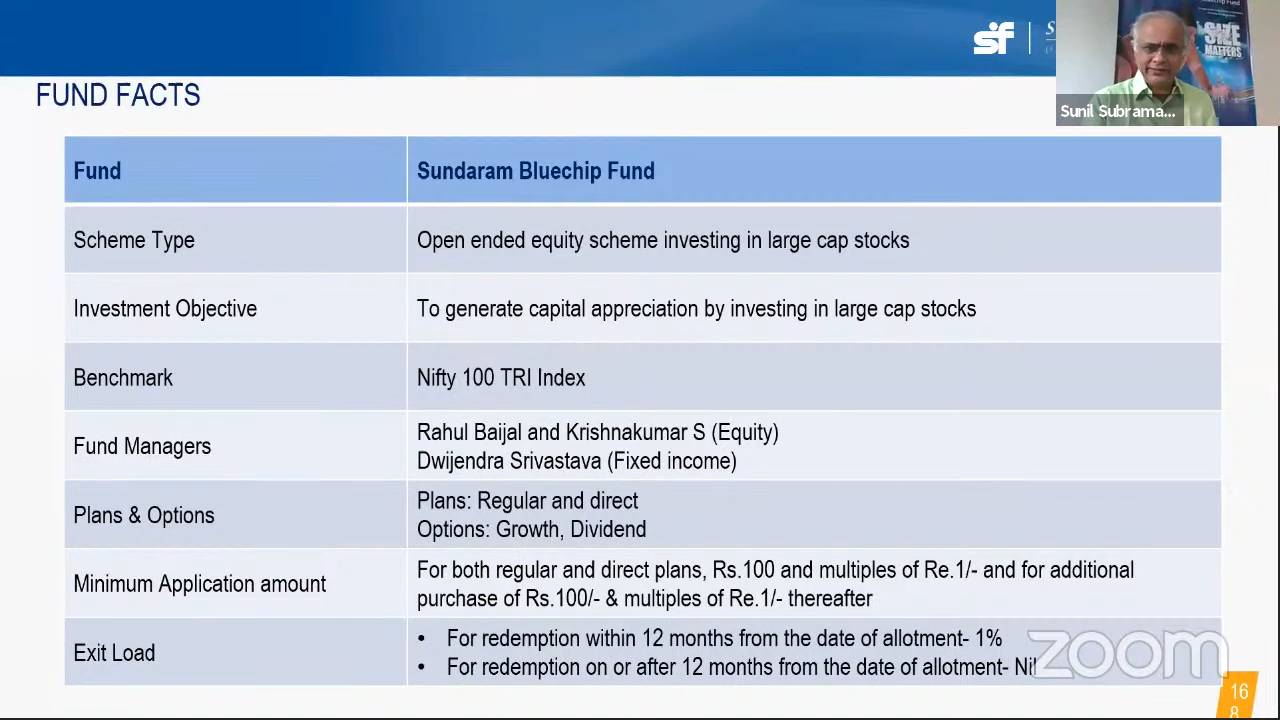 sf
SIZE
MATTERS
Sunil Subrama...
FUND FACTS
Fund
Sundaram Bluechip Fund
Scheme Type
Open ended equity scheme investing in large cap stocks
Investment Objective
To generate capital appreciation by investing in large cap stocks
Benchmark
Nifty 100 TRI Index
Fund Managers
Rahul Baijal and Krishnakumar S (Equity)
Dwijendra Srivastava (Fixed income)
Plans & Options
Plans: Regular and direct
Options: Growth, Dividend
Minimum Application amount
For both regular and direct plans, Rs.100 and multiples of Re.1/- and for additional
purchase of Rs.100/- & multiples of Re.1/- thereafter
Exit Load
• For redemption within 12 months from the date of allotment- 1%
• For redemption on or after 12 months from the date of allotment- Nil
zoom
16
8